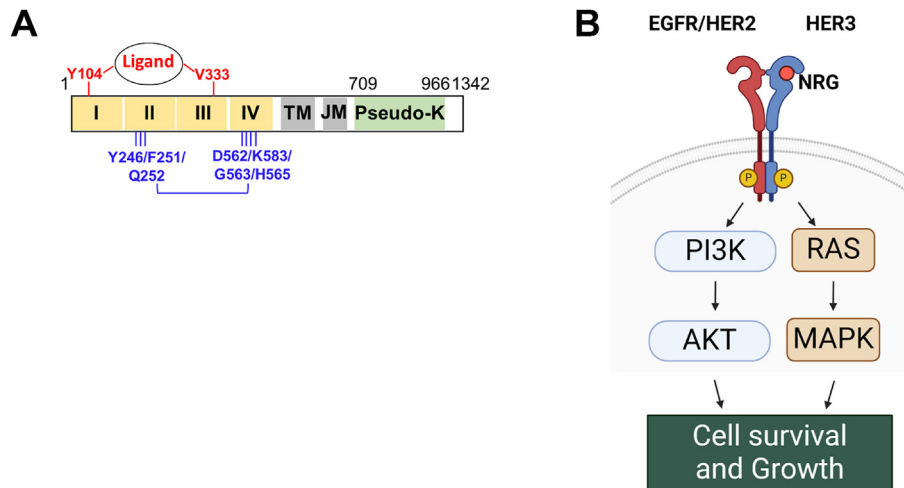 A
Ligand
Y104
V333
1
709
966
1342
I
II
III
IV
TM
JM
Pseudo-K
Y246/F251/
Q252
D562/K583/
G563/H565
B
EGFR/HER2
HER3
NRG
P
P
PI3K
RAS
AKT
MAPK
Cell survival
and Growth